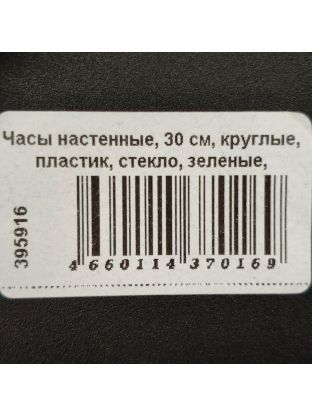 Часы настенные, 30 см, круглые,
пластик, стекло, зеленые,
395916
4 660114 370169